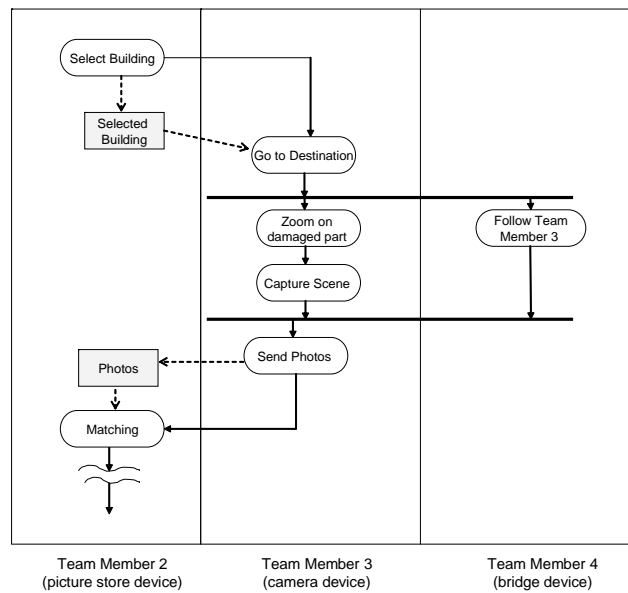 Select Building
Selected
Building
Go to Destination
Zoom on
damaged part
Follow Team
Member 3
Capture Scene
Send Photos
Photos
Matching
Team Member 2
(picture store device)
Team Member 3
(camera device)
Team Member 4
(bridge device)